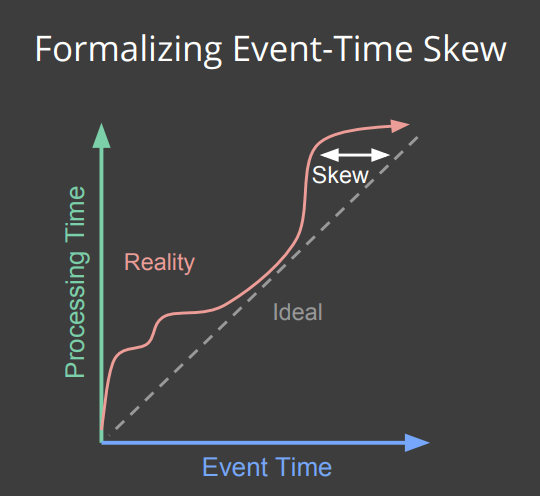 Formalizing Event-Time Skew
Processing Time
Skew
Reality
Ideal
Event Time